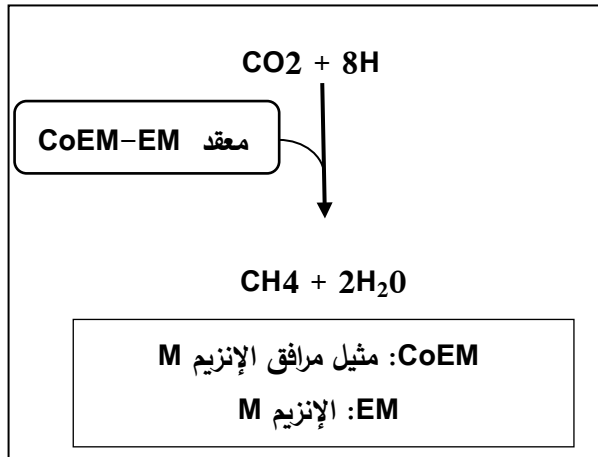 CO2 + 8H
معقد CoEM-EM
CH4 + 2H₂0
CoEM: مثيل مرافق الإنزيم M
EM: الإنزيم M